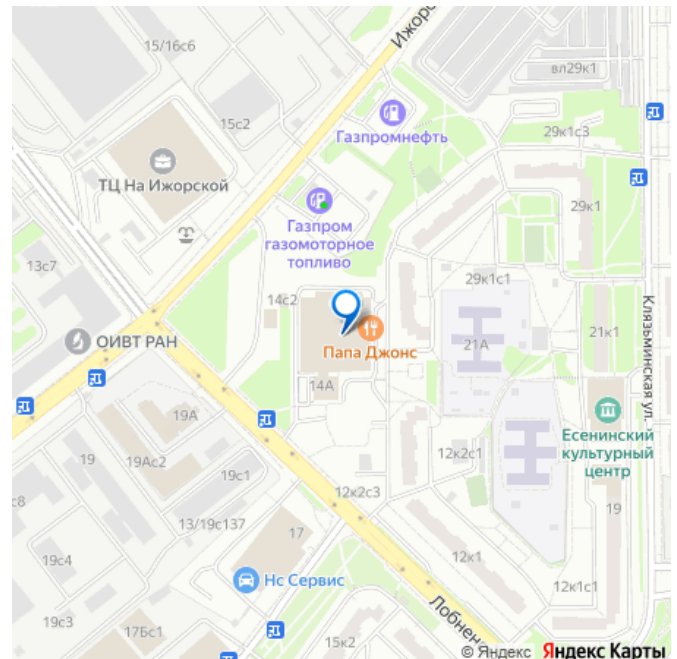 15/16с6
Ижор
вл29к1
15с2
Газпромнефть
29к1с3
ТЦ На Ижорской
29к1
Газпром
газомоторное
топливо
13с7
29к1с1
14с2
Клязьминская ул.
21к1
ОИВТ РАН
Папа Джонс
21А
14А
19А
Есенинский
культурный
центр
19
19Ас2
12к2с1
19с1
12к2с3
с8
19
13/19с137
17
12к1
19с4
Нс Сервис
12к1с1
19с3
17Бс1
Лобнен
15к2
© Яндекс Яндекс Карты